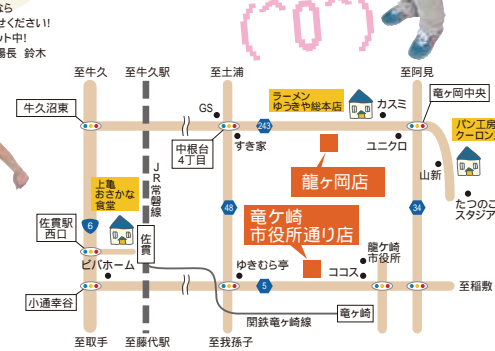 なら
せください!
ット中!
場長 鈴木
至牛久
至牛久駅
至土浦
至阿見
牛久沼東
GS
中根台
4丁目
すき家
243
ラーメン
ゆうきや総本店
カスミ
ユニクロ
龍ヶ岡中央
パン工房
クーロン
山新
たつのこ
スタジア
龍ヶ岡店
JR常磐線
上亀
おさかな
食堂
6
佐貫駅
西口
佐貫
ビバホーム
48
34
竜ケ崎
市役所通り店
龍ケ崎
市役所
ゆきむら亭
ココス
小通幸谷
5
至稲敷
関鉄竜ヶ崎線
竜ヶ崎
至取手
至藤代駅
至我孫子